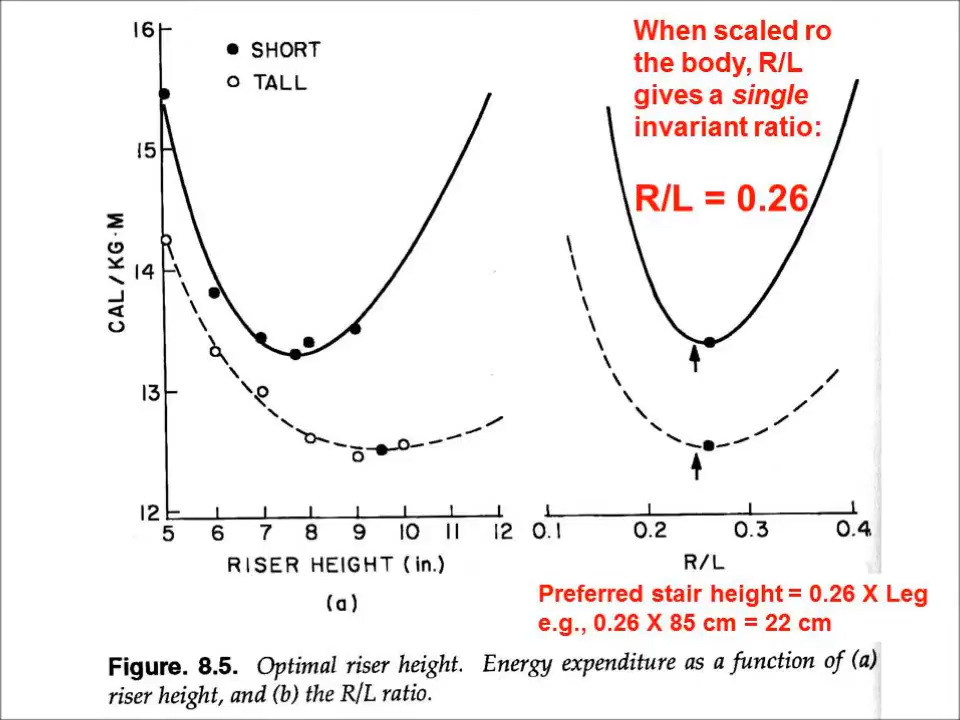 When scaled ro
the body, R/L
gives a single
invariant ratio:
R/L = 0.26
SHORT
TALL
CAL/KG·M
16
15
14
13
12
5 6 7 8 9 10 11 12
RISER HEIGHT (in.)
(a)
0.1 0.2 0.3 0.4
R/L
Preferred stair height = 0.26 X Leg
e.g., 0.26 X 85 cm = 22 cm
Figure. 8.5. Optimal riser height. Energy expenditure as a function of (a)
riser height, and (b) the R/L ratio.